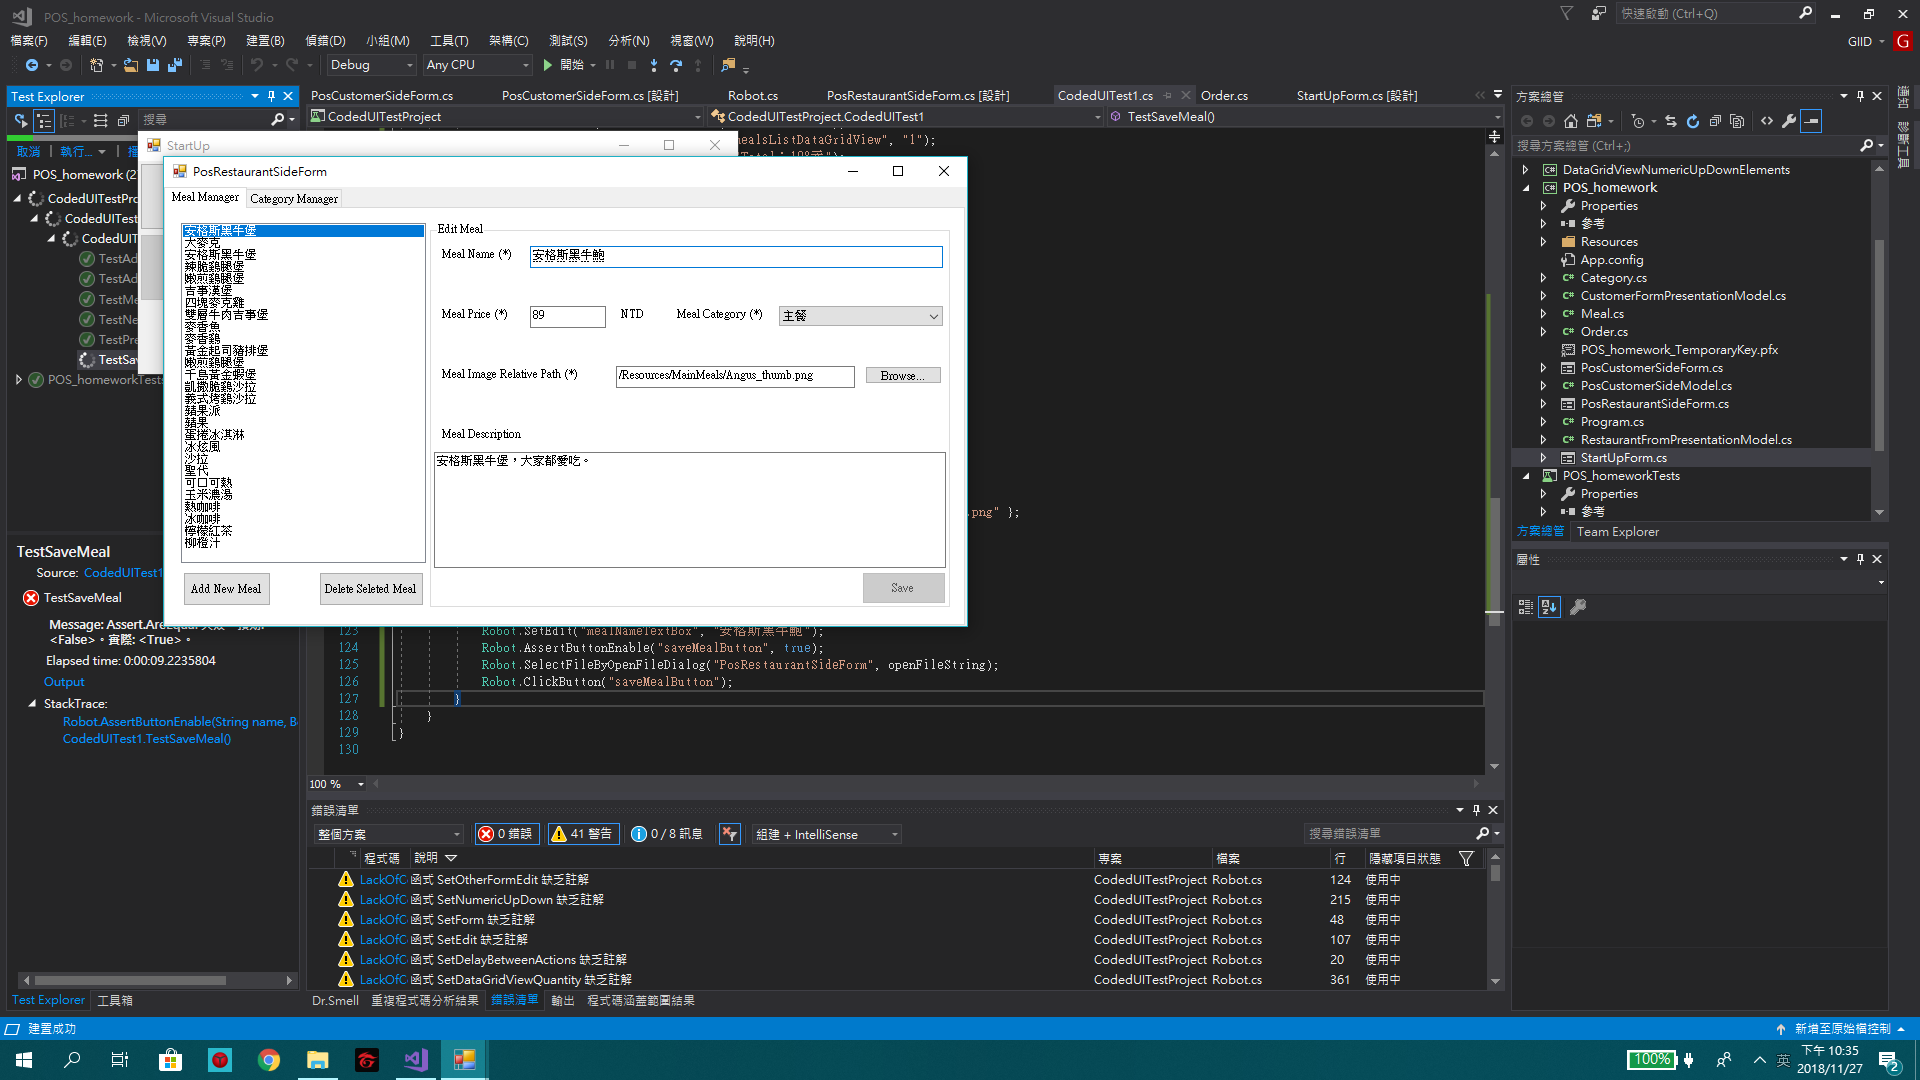 POS_homework - Microsoft Visual Studio
快速啟動 (Ctrl+Q)
檔案(F) 編輯(E) 檢視(V) 專案(P) 建置(B) 偵錯(D) 小組(M) 工具(T) 架構(C) 測試(S) 分析(N) 視窗(W) 說明(H)
GIID G
Debug Any CPU 開始
Test Explorer
搜尋
取消 執行...
POS_homework (2
CodedUITestPro
CodedUITest
CodedUIT
TestAd
TestAd
TestMe
TestNe
TestPre
TestSa
POS_homeworkTests
TestSaveMeal
Source: CodedUITest1
TestSaveMeal
<False>。實際: <True>。
Elapsed time: 0:00:09.2235804
Output
StackTrace:
Robot.AssertButtonEnable(String name, B
CodedUITest1.TestSaveMeal()
Test Explorer 工具箱
PosCustomerSideForm.cs PosCustomerSideForm.cs [設計] Robot.cs PosRestaurantSideForm.cs [設計] CodedUITest1.cs Order.cs StartUpForm.cs [設計]
CodedUITestProject CodedUITestProject.CodedUITest1 TestSaveMeal()
ealsListDataGridView", "1");
StartUp
PosRestaurantSideForm
Meal Manager Category Manager
安格斯黑牛堡
大麥克
安格斯黑牛堡
辣脆雞腿堡
嫩煎雞腿堡
吉事漢堡
四塊麥克雞
雙層牛肉吉事堡
麥香魚
麥香雞
黃金起司豬排堡
嫩煎雞腿堡
千島黃金蝦堡
凱撒脆雞沙拉
義式烤雞沙拉
蘋果派
蘋果
蛋捲冰淇淋
冰炫風
沙拉
聖代
可口可熱
玉米濃湯
熱咖啡
冰咖啡
檸檬紅茶
柳橙汁
Add New Meal Delete Seleted Meal
Edit Meal
Meal Name (*) 安格斯黑牛鮑
Meal Price (*) 89 NTD Meal Category (*) 主餐
Meal Image Relative Path (*) /Resources/MainMeals/Angus_thumb.png Browse...
Meal Description
安格斯黑牛堡，大家都愛吃。
Save
.png" };
123 Robot.SetEdit("mealNameTextBox", "安格斯黑牛鮑");
124 Robot.AssertButtonEnable("saveMealButton", true);
125 Robot.SelectFileByOpenFileDialog("PosRestaurantSideForm", openFileString);
126 Robot.ClickButton("saveMealButton");
127 }
128 }
129 }
130
100 %
錯誤清單
整個方案 0 錯誤 41 警告 0 / 8 訊息 組建 + IntelliSense 搜尋錯誤清單
程式碼 說明 專案 檔案 行 隱藏項目狀態
LackOfC 函式 SetOtherFormEdit 缺乏註解 CodedUITestProject Robot.cs 124 使用中
LackOfC 函式 SetNumericUpDown 缺乏註解 CodedUITestProject Robot.cs 215 使用中
LackOfC 函式 SetForm 缺乏註解 CodedUITestProject Robot.cs 48 使用中
LackOfC 函式 SetEdit 缺乏註解 CodedUITestProject Robot.cs 107 使用中
LackOfC 函式 SetDelayBetweenActions 缺乏註解 CodedUITestProject Robot.cs 20 使用中
LackOfC 函式 SetDataGridViewQuantity 缺乏註解 CodedUITestProject Robot.cs 361 使用中
Dr.Smell 重複程式碼分析結果 錯誤清單 輸出 程式碼涵蓋範圍結果
方案總管
搜尋方案總管 (Ctrl+;)
DataGridViewNumericUpDownElements
POS_homework
Properties
參考
Resources
App.config
Category.cs
CustomerFormPresentationModel.cs
Meal.cs
Order.cs
POS_homework_TemporaryKey.pfx
PosCustomerSideForm.cs
PosCustomerSideModel.cs
PosRestaurantSideForm.cs
Program.cs
RestaurantFromPresentationModel.cs
StartUpForm.cs
POS_homeworkTests
Properties
參考
方案總管 Team Explorer
屬性
通知
診斷工具
建置成功
新增至原始檔控制
100% 英 下午 10:35
2018/11/27
2